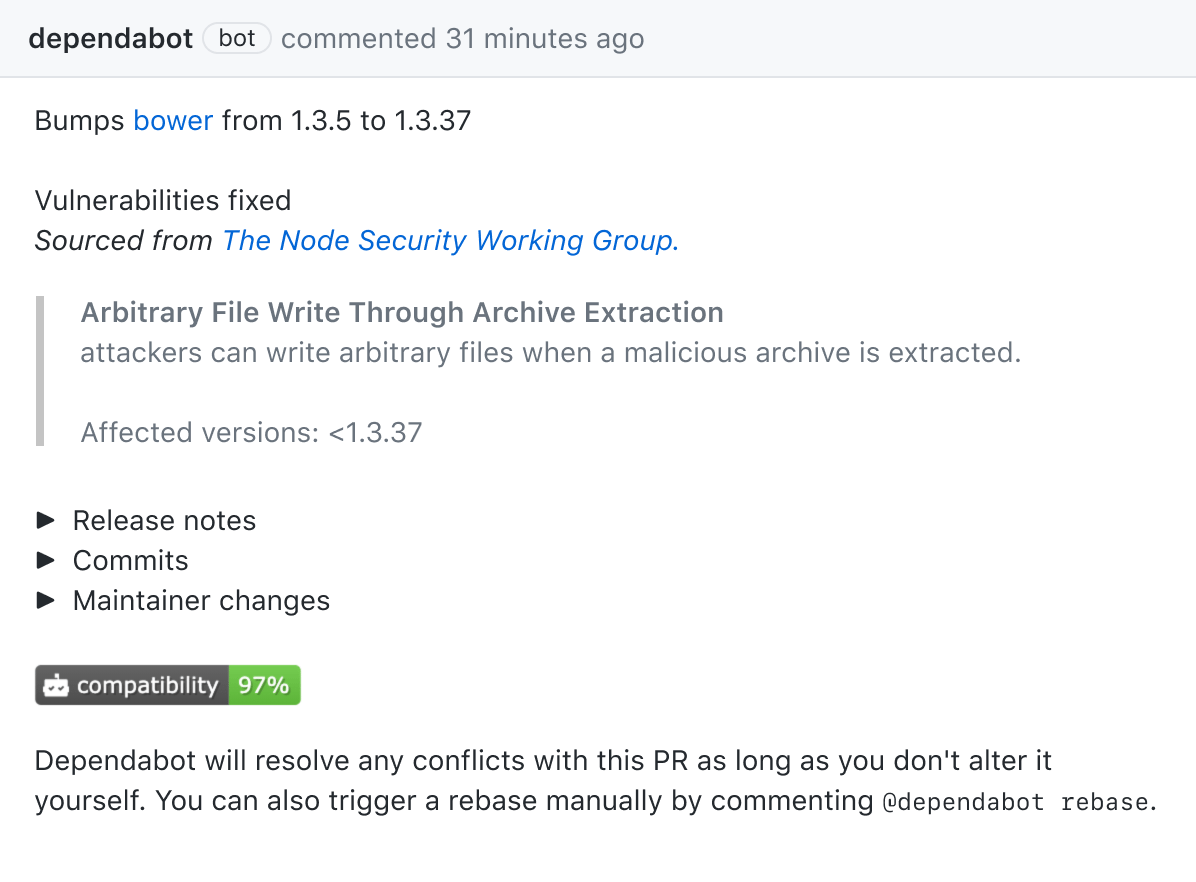 dependabot bot commented 31 minutes ago
Bumps bower from 1.3.5 to 1.3.37
Vulnerabilities fixed
Sourced from The Node Security Working Group.
Arbitrary File Write Through Archive Extraction
attackers can write arbitrary files when a malicious archive is extracted.
Affected versions: <1.3.37
Release notes
Commits
Maintainer changes
compatibility 97%
Dependabot will resolve any conflicts with this PR as long as you don't alter it
yourself. You can also trigger a rebase manually by commenting @dependabot rebase.